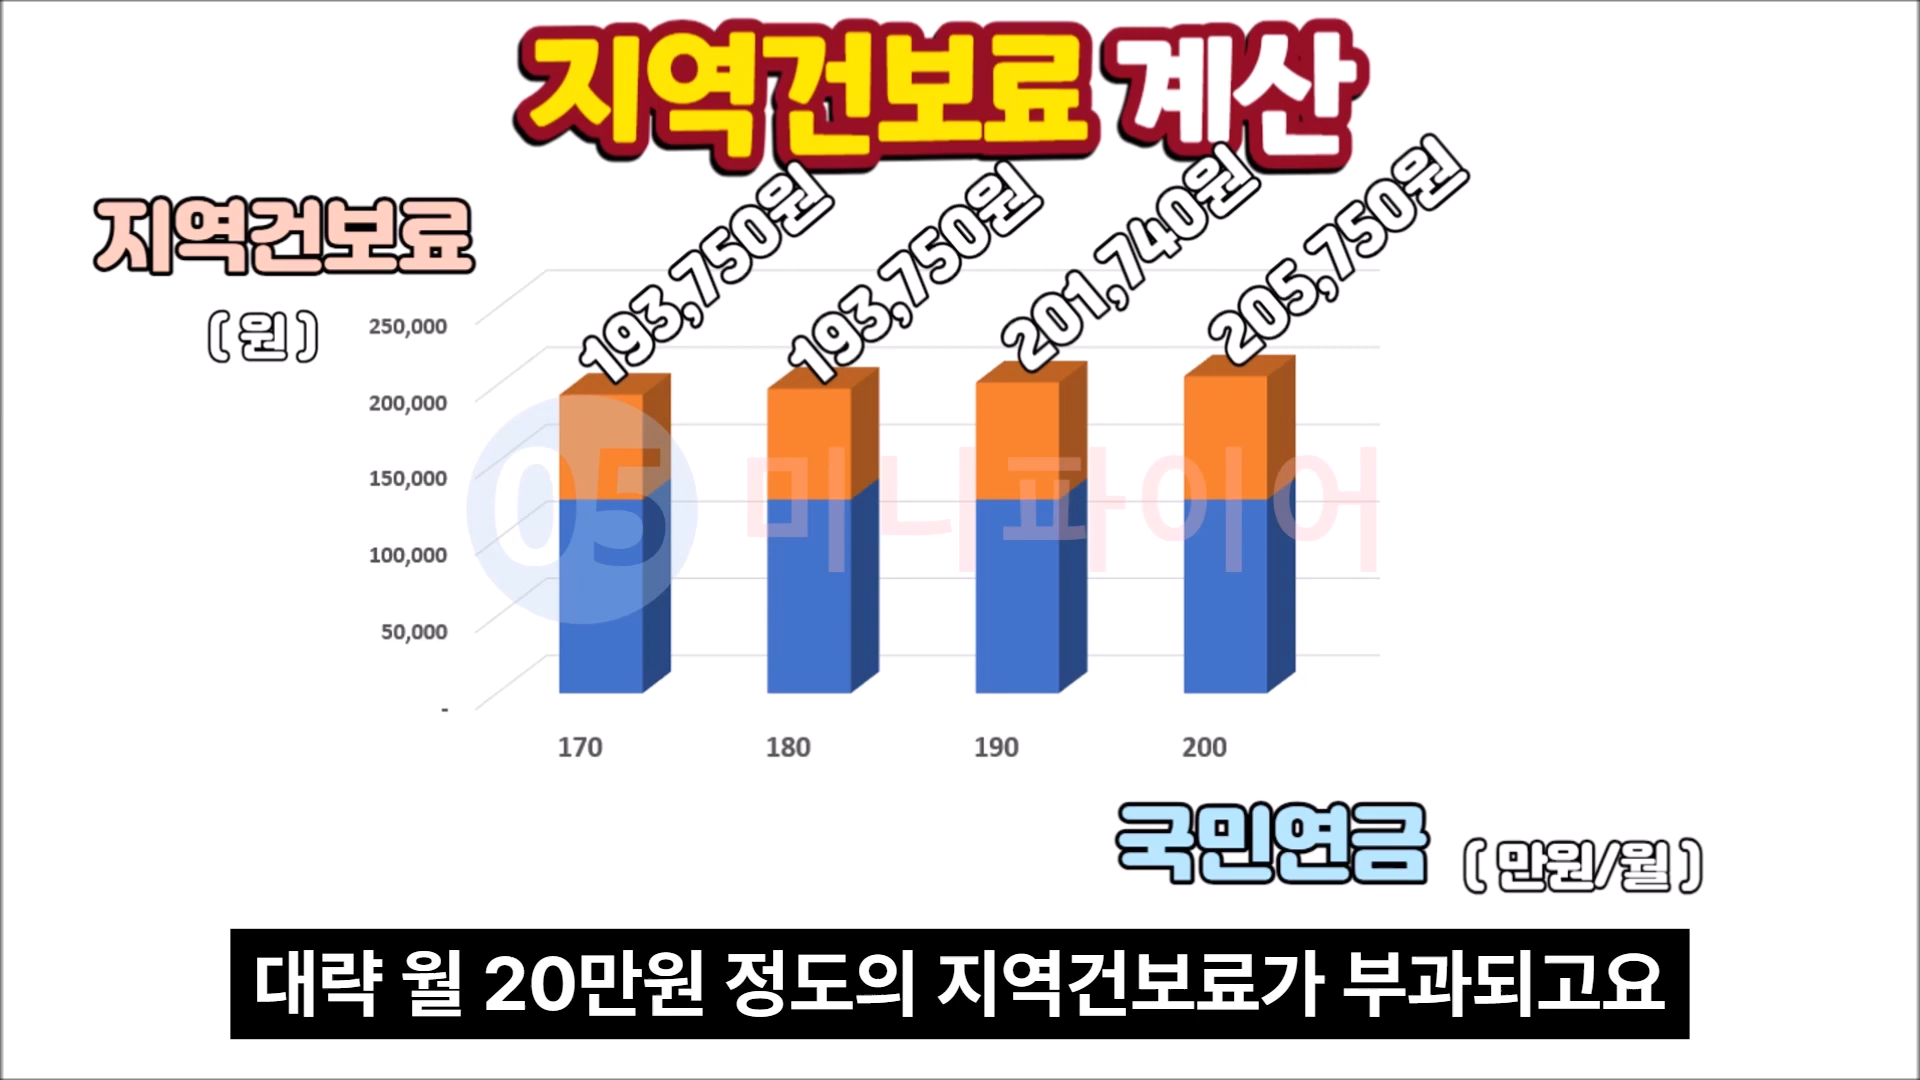 지역건보료 계산
지역건보료
( 원 )
193,750원
193,750원
201,740원
205,750원
250,000
200,000
150,000
100,000
50,000
-
05 미니파이어
170 180 190 200
국민연금 ( 만원/월 )
대략 월 20만원 정도의 지역건보료가 부과되고요